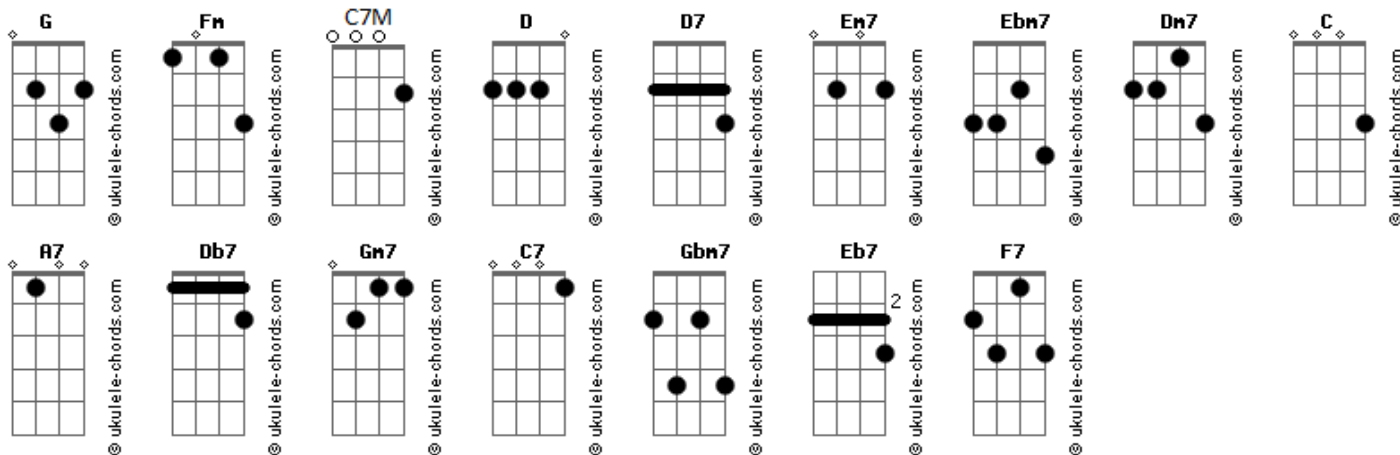 G Fm C7M D D7 Em7 Ebm7 Dm7 C
© ukulele-chords.com © ukulele-chords.com © ukulele-chords.com © ukulele-chords.com © ukulele-chords.com © ukulele-chords.com © ukulele-chords.com © ukulele-chords.com © ukulele-chords.com
A7 Db7 Gm7 C7 Gbm7 Eb7 F7
2
© ukulele-chords.com © ukulele-chords.com © ukulele-chords.com © ukulele-chords.com © ukulele-chords.com © ukulele-chords.com © ukulele-chords.com